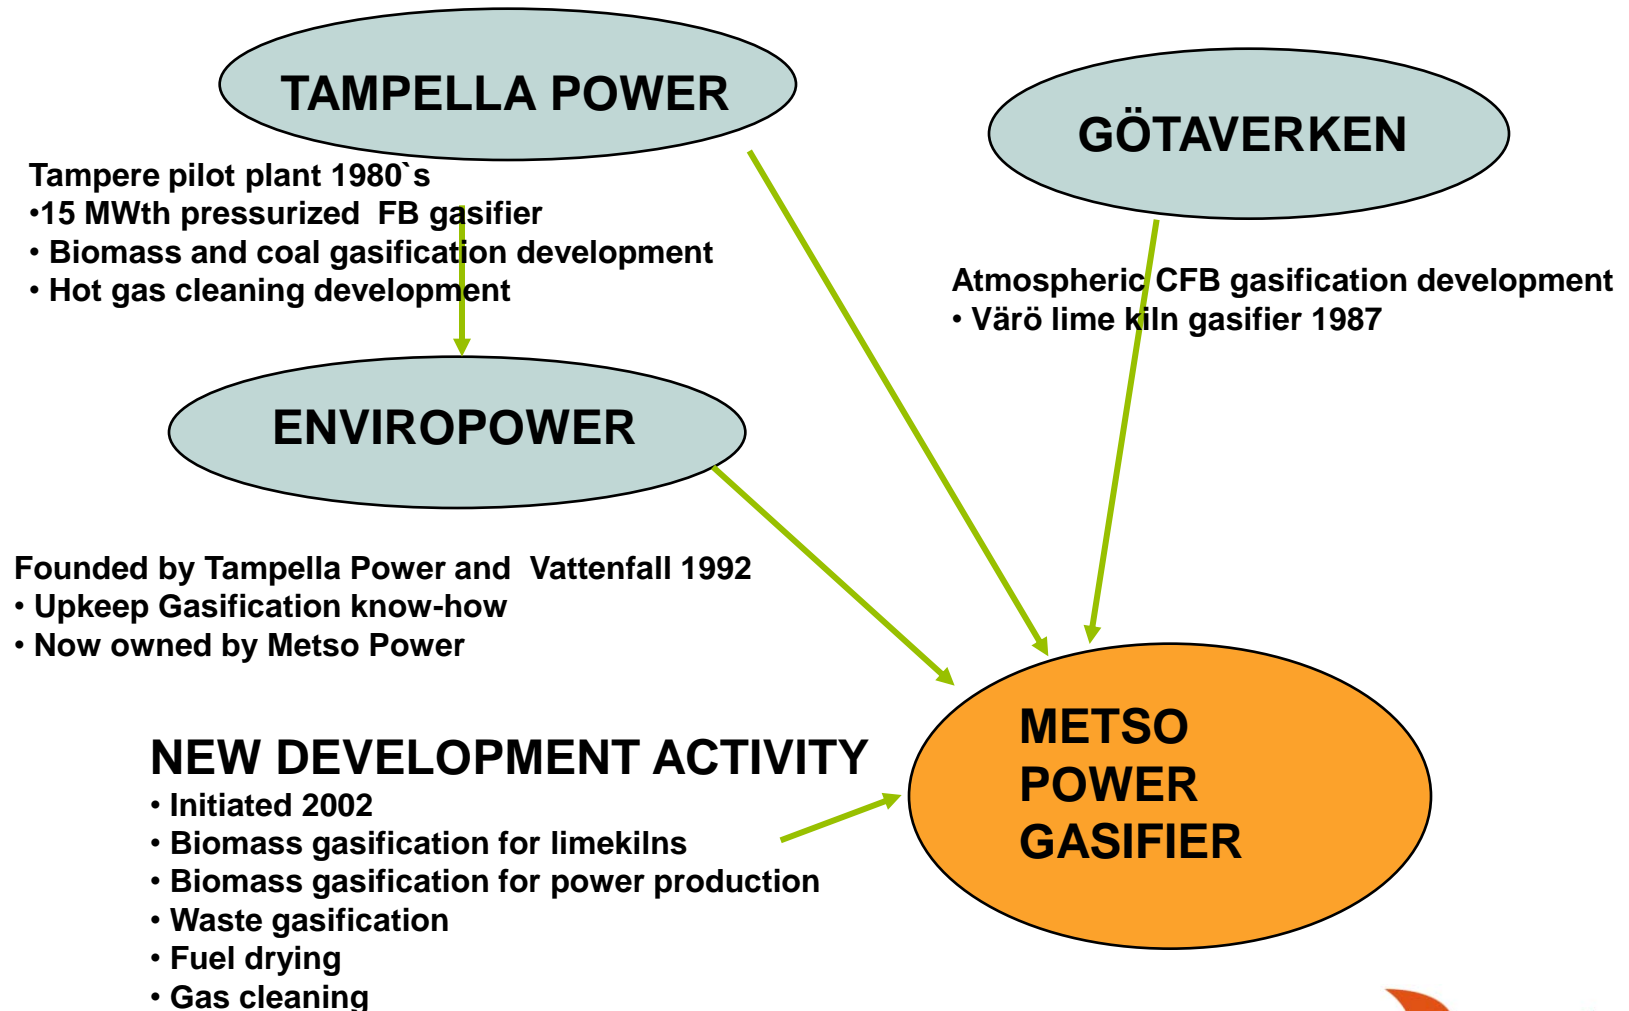 TAMPELLA POWER
GÖTAVERKEN
Tampere pilot plant 1980`s
•15 MWth pressurized  FB gasifier
• Biomass and coal gasification development
• Hot gas cleaning development
Atmospheric CFB gasification development
• Värö lime kiln gasifier 1987
ENVIROPOWER
Founded by Tampella Power and  Vattenfall 1992
• Upkeep Gasification know-how
• Now owned by Metso Power
METSO
POWER
GASIFIER
NEW DEVELOPMENT ACTIVITY
• Initiated 2002
• Biomass gasification for limekilns
• Biomass gasification for power production
• Waste gasification
• Fuel drying
• Gas cleaning